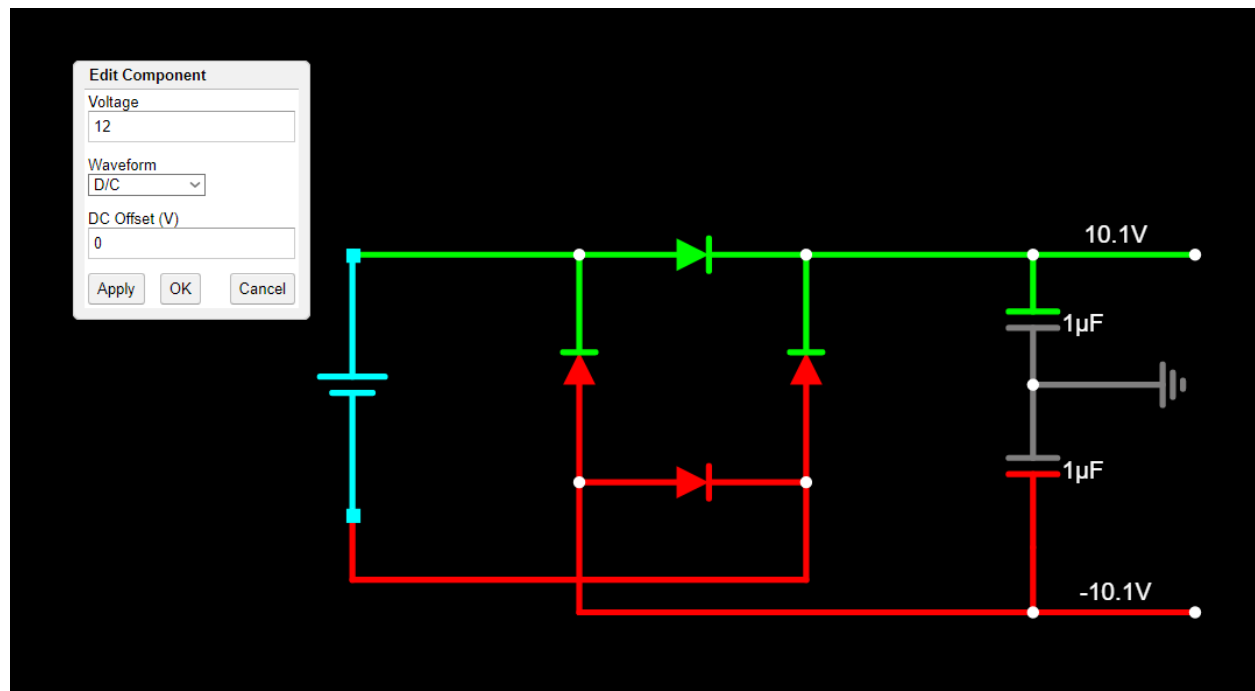 Edit Component
Voltage
12
Waveform
D/C
DC Offset (V)
0
Apply OK Cancel
10.1V
1µF
1µF
-10.1V